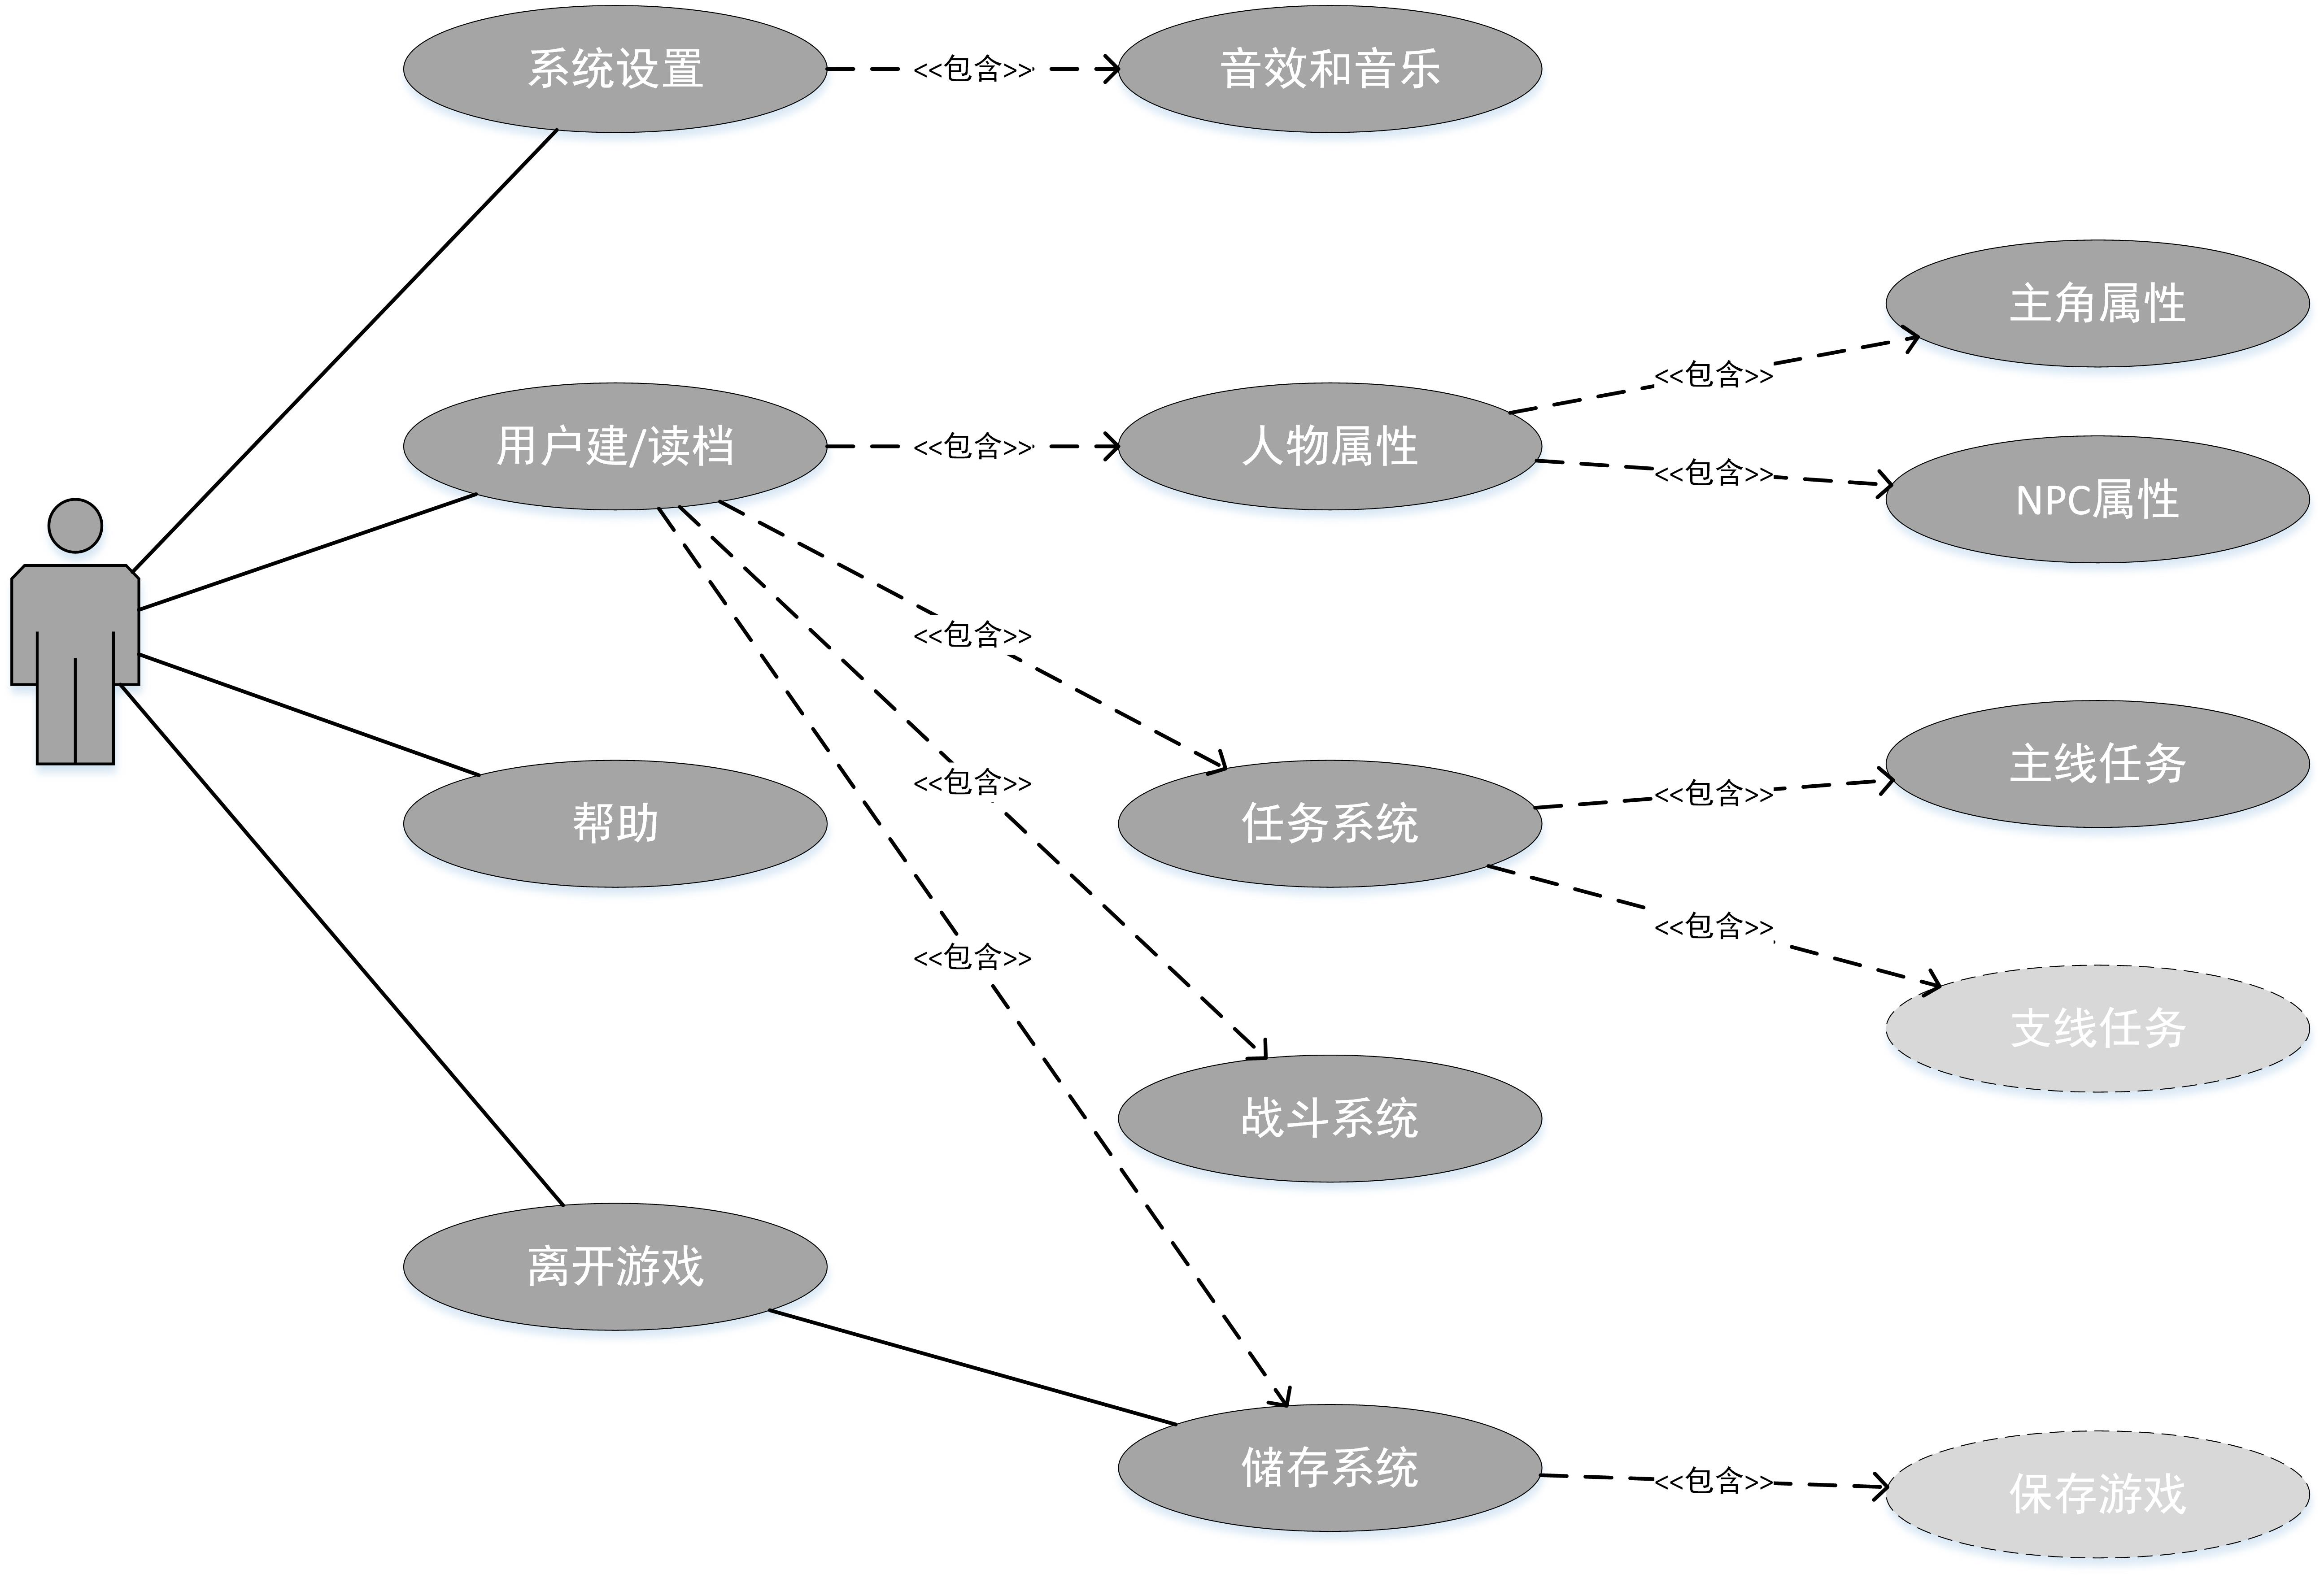 系统设置
<<包含>>
音效和音乐
主角属性
<<包含>>
用户建/读档
<<包含>>
人物属性
<<包含>>
NPC属性
<<包含>>
<<包含>>
帮助
任务系统
<<包含>>
主线任务
<<包含>>
<<包含>>
支线任务
战斗系统
离开游戏
储存系统
<<包含>>
保存游戏